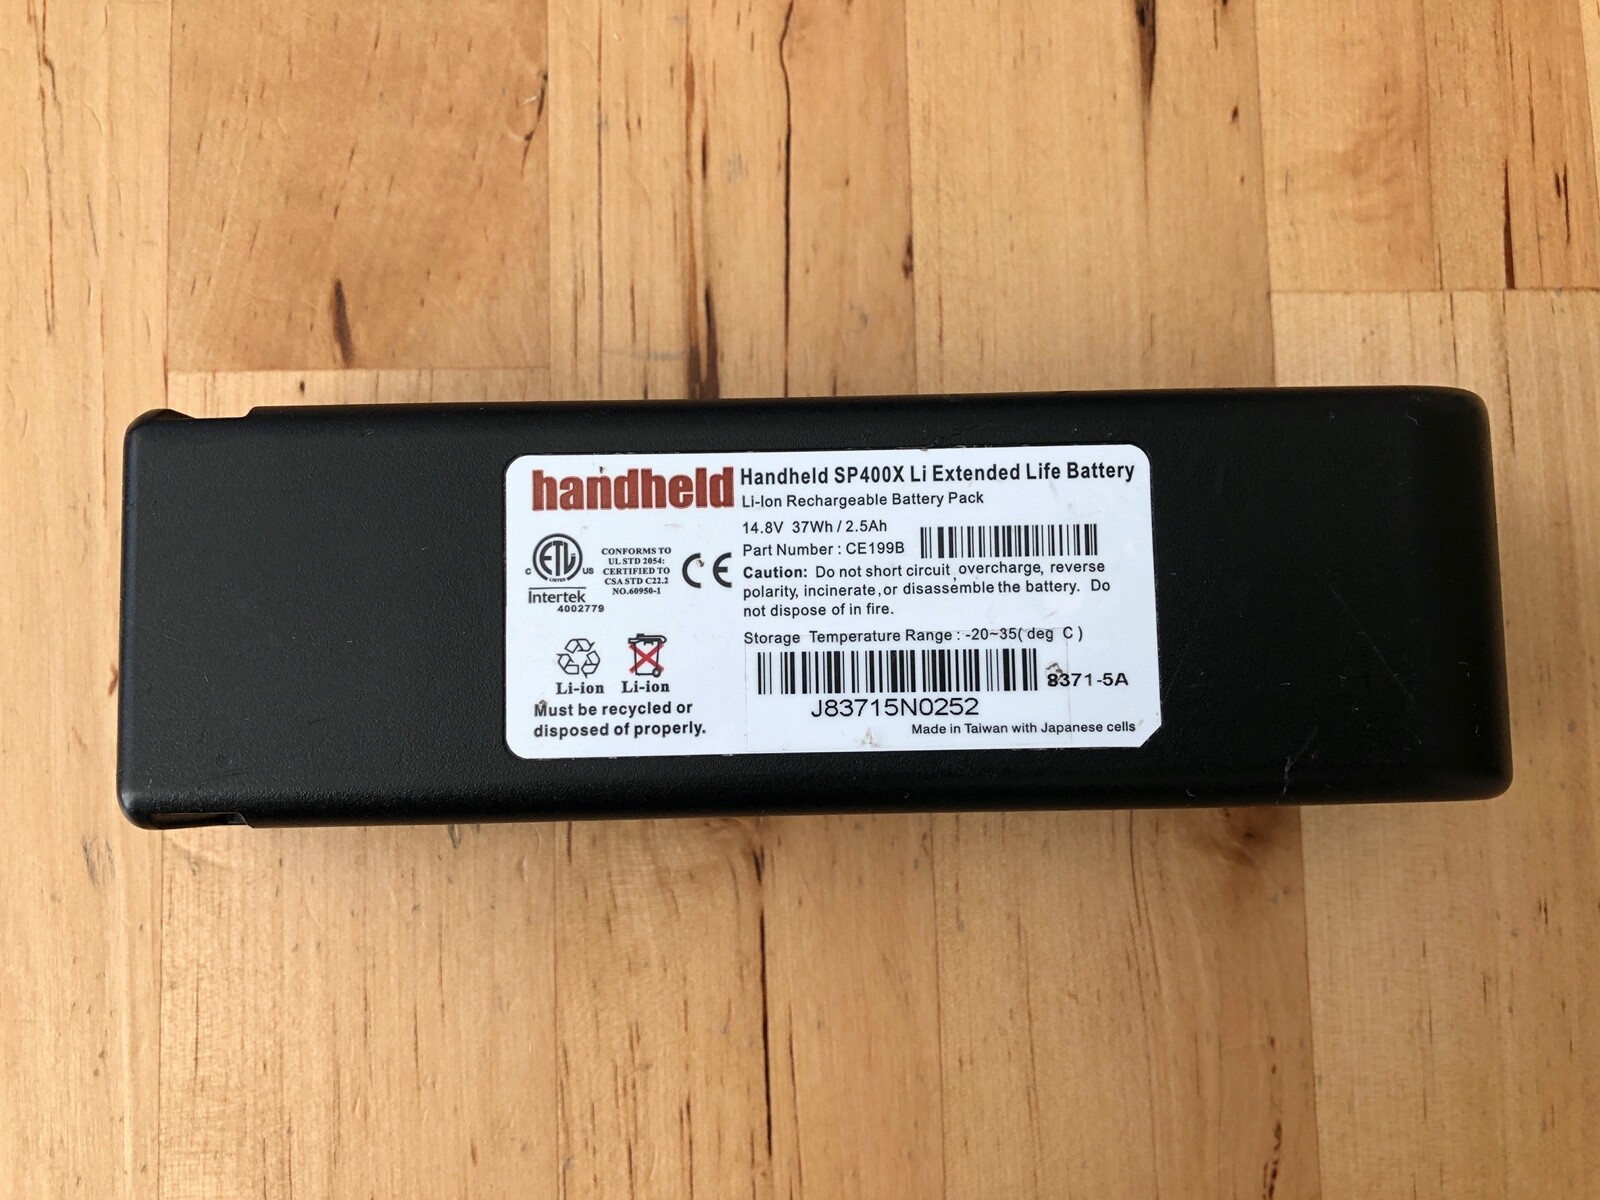 handheld
Handheld SP400X Li Extended Life Battery
Li-Ion Rechargeable Battery Pack
14.8V 37Wh / 2.5Ah
Part Number : CE199B
Caution: Do not short circuit, overcharge, reverse
polarity, incinerate, or disassemble the battery. Do
not dispose of in fire.
Storage Temperature Range : -20~35( deg C )
8371-5A
J83715N0252
Made in Taiwan with Japanese cells
C ETL US
LISTED
Intertek
4002779
CONFORMS TO
UL STD 2054:
CERTIFIED TO
CSA STD C22.2
NO.60950-1
CE
Li-ion Li-ion
Must be recycled or
disposed of properly.